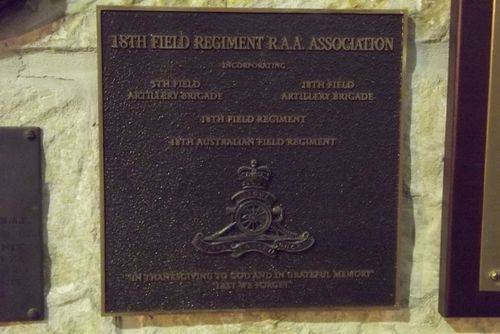 18TH FIELD REGIMENT R.A.A. ASSOCIATION
INCORPORATING
5TH FIELD
ARTILLERY BRIGADE
18TH FIELD
ARTILLERY BRIGADE
18TH FIELD REGIMENT
18TH AUSTRALIAN FIELD REGIMENT
"IN THANKSGIVING TO GOD AND IN GRATEFUL MEMORY"
"LEST WE FORGET"